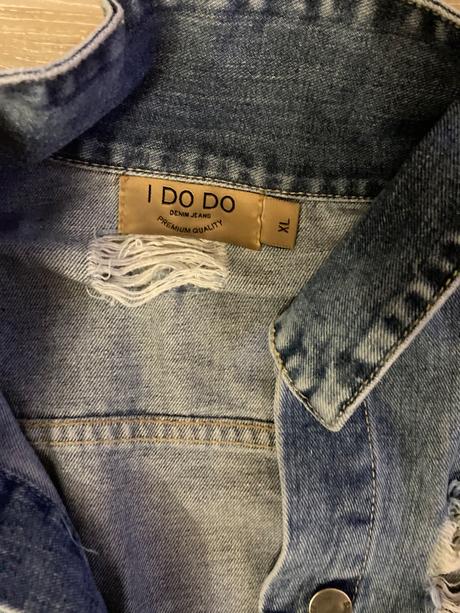 I DO DO
DENIM JEANS
PREMIUM QUALITY
XL